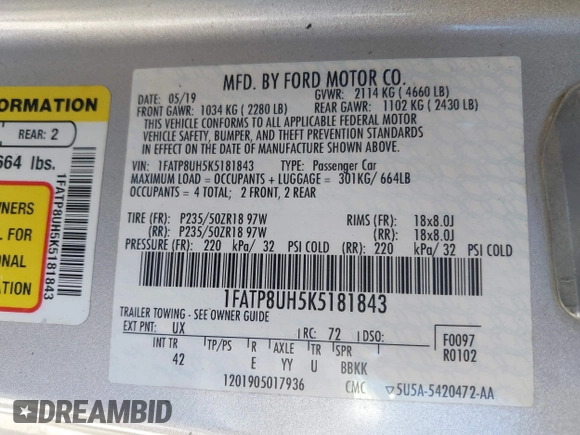 MFD. BY FORD MOTOR CO.
DATE: 05/19 GVWR: 2114 KG ( 4660 LB)
FRONT GAWR: 1034 KG ( 2280 LB) REAR GAWR: 1102 KG ( 2430 LB)
THIS VEHICLE CONFORMS TO ALL APPLICABLE FEDERAL MOTOR
VEHICLE SAFETY, BUMPER, AND THEFT PREVENTION STANDARDS
IN EFFECT ON THE DATE OF MANUFACTURE SHOWN ABOVE.
VIN: 1FATP8UH5K5181843 TYPE: Passenger Car
MAXIMUM LOAD = OCCUPANTS + LUGGAGE = 301KG/ 664LB
OCCUPANTS = 4 TOTAL; 2 FRONT, 2 REAR
TIRE (FR): P235/50ZR18 97W RIMS (FR): 18x8.0J
(RR): P235/50ZR18 97W (RR): 18x8.0J
PRESSURE (FR): 220 kPa/ 32 PSI COLD (RR): 220 kPa/ 32 PSI COLD
1FATP8UH5K5181843
TRAILER TOWING - SEE OWNER GUIDE
EXT PNT: UX RC: 72 DSO: F0097
R0102
INT TR TP/PS R AXLE TR SPR
42 E YY U BBKK
1201905017936 CMC ▽5U5A-5420472-AA
FORMATION
REAR: 2
664 lbs.
WNERS
L FOR
TIONAL
MATION
1FATP8UH5K5181843
RIDE.BID